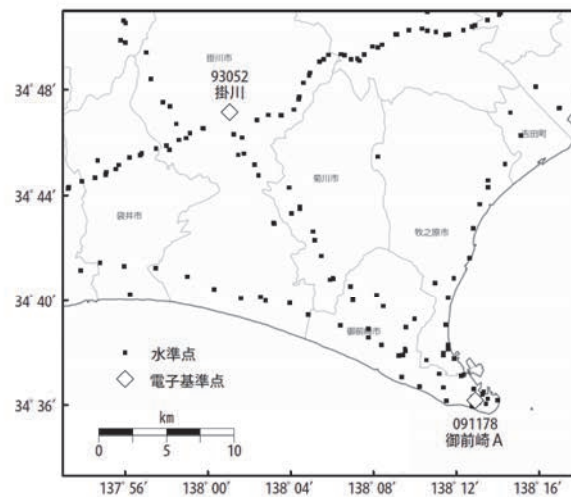 掛川市
93052
掛川
34°48'
吉田町
34°44'
菊川市
袋井市
牧之原市
34°40'
御前崎市
水準点
電子基準点
34°36'
km
0 5 10
091178
御前崎A
137°56' 138°00' 138°04' 138°08' 138°12' 138°16'